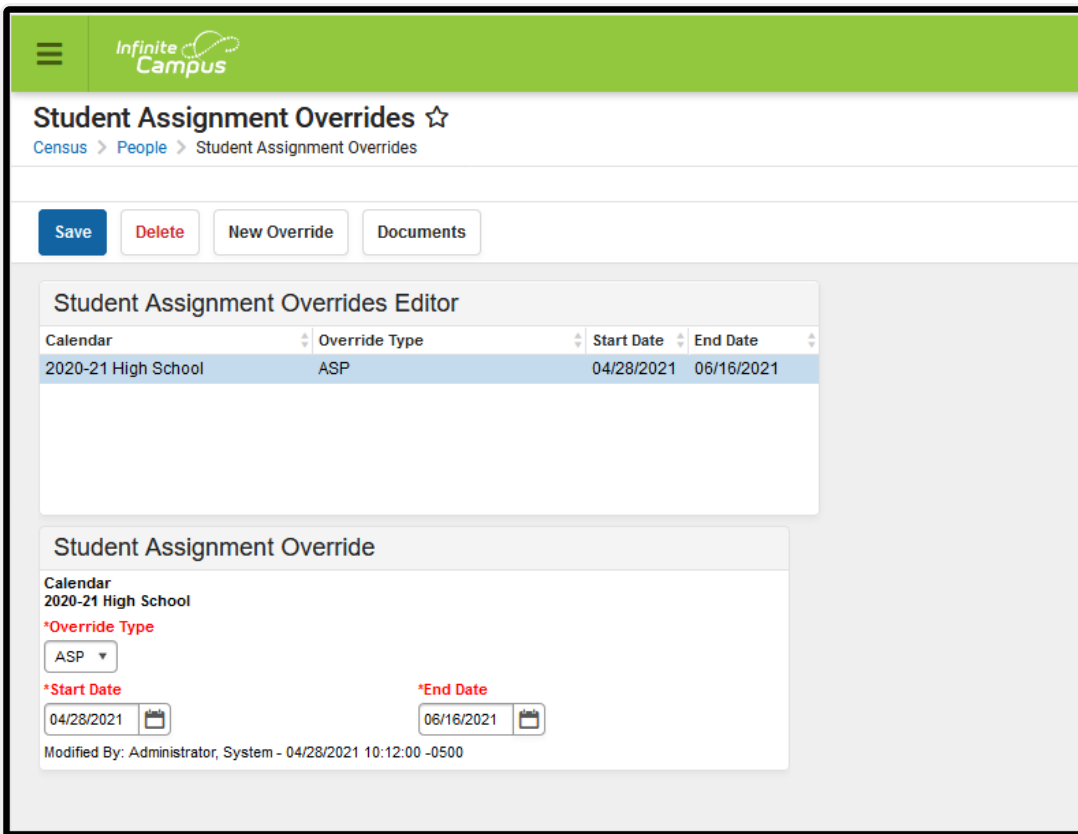 Infinite
Campus
Student Assignment Overrides
Census > People > Student Assignment Overrides
Save Delete New Override Documents
Student Assignment Overrides Editor
Calendar Override Type Start Date End Date
2020-21 High School ASP 04/28/2021 06/16/2021
Student Assignment Override
Calendar
2020-21 High School
*Override Type
ASP
*Start Date *End Date
04/28/2021 06/16/2021
Modified By: Administrator, System - 04/28/2021 10:12:00 -0500